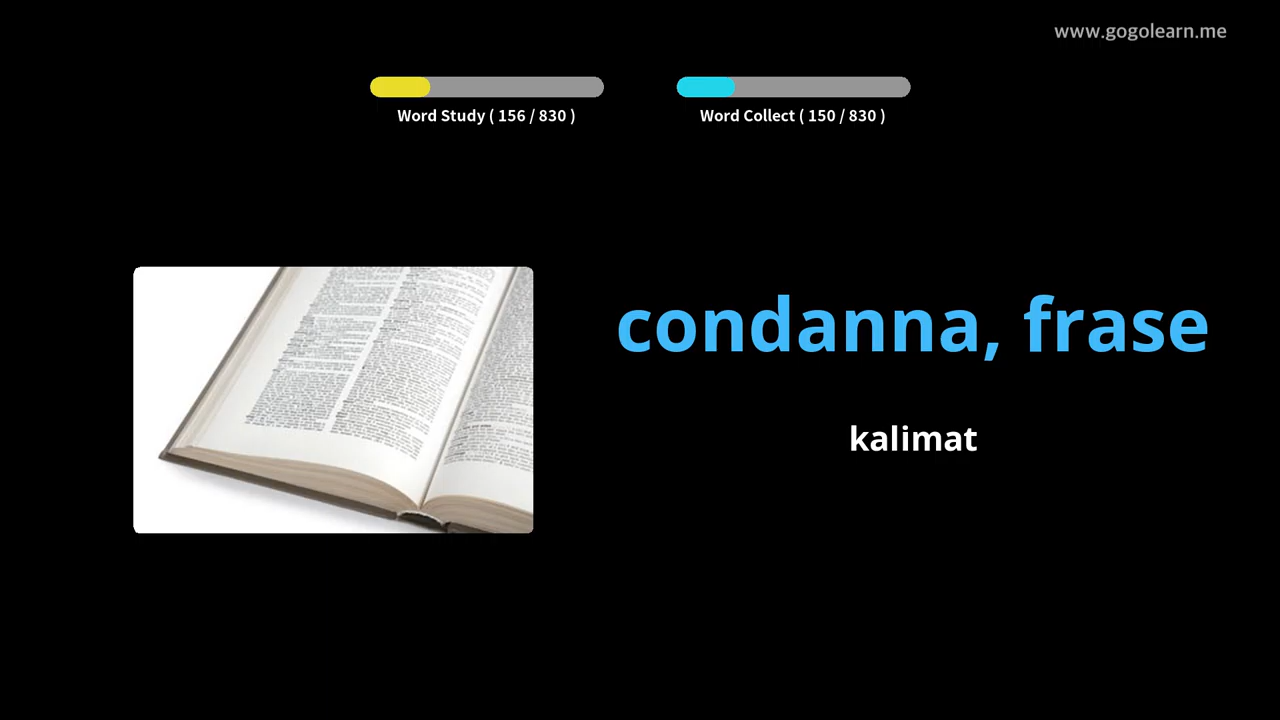 www.gogolearn.me
Word Study ( 156 / 830 )
Word Collect ( 150 / 830 )
condanna, frase
kalimat